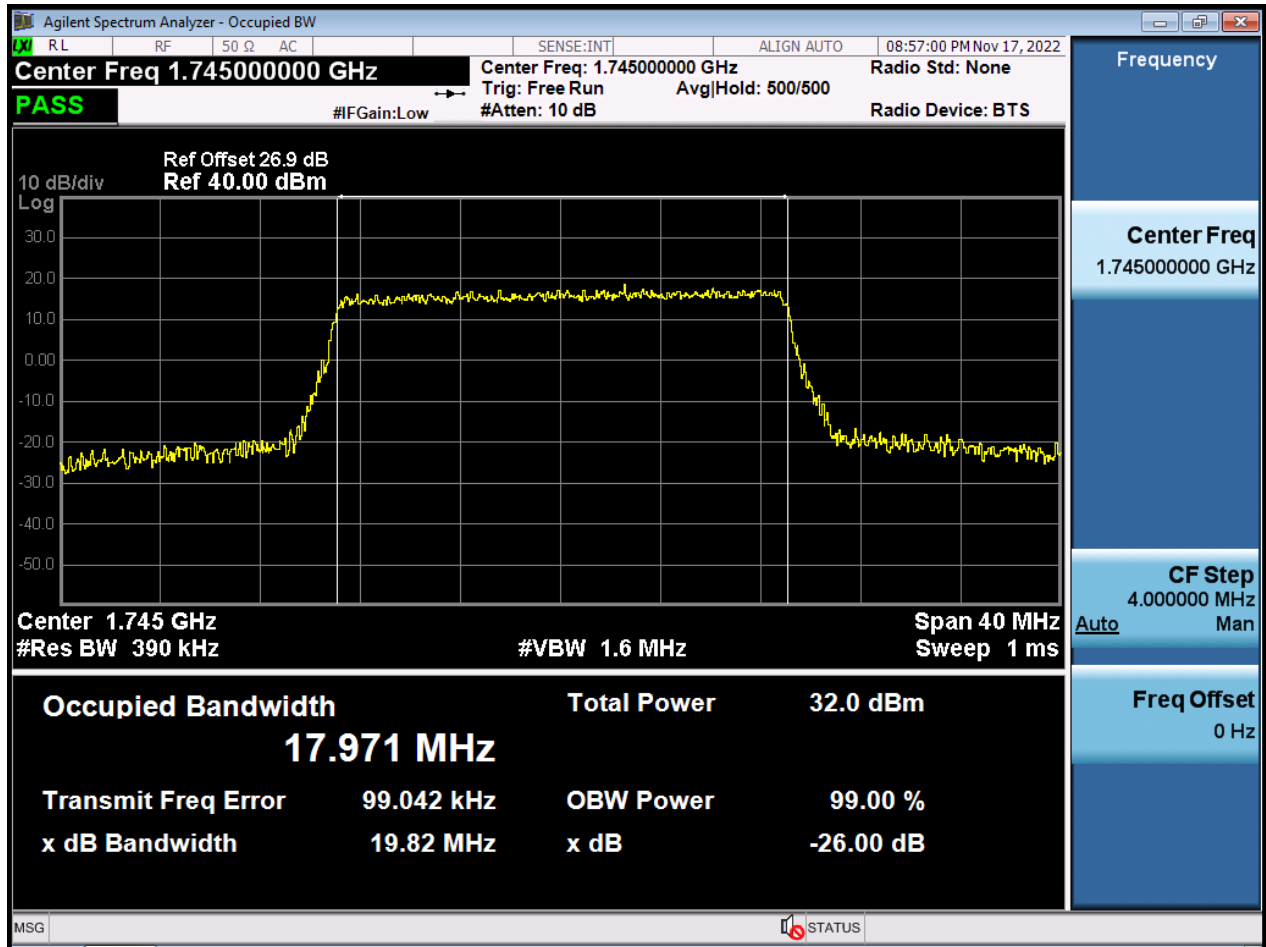 Agilent Spectrum Analyzer - Occupied BW
LXI RL RF 50 Ω AC SENSE:INT ALIGN AUTO 08:57:00 PM Nov 17, 2022
Center Freq 1.745000000 GHz
PASS
#IFGain:Low
Center Freq: 1.745000000 GHz
Trig: Free Run Avg|Hold: 500/500
#Atten: 10 dB
Radio Std: None
Radio Device: BTS
Ref Offset 26.9 dB
10 dB/div Ref 40.00 dBm
Log
30.0
20.0
10.0
0.00
-10.0
-20.0
-30.0
-40.0
-50.0
Center 1.745 GHz Span 40 MHz
#Res BW 390 kHz #VBW 1.6 MHz Sweep 1 ms
Occupied Bandwidth Total Power 32.0 dBm
17.971 MHz
Transmit Freq Error 99.042 kHz OBW Power 99.00 %
x dB Bandwidth 19.82 MHz x dB -26.00 dB
Frequency
Center Freq
1.745000000 GHz
CF Step
4.000000 MHz
Auto Man
Freq Offset
0 Hz
MSG STATUS